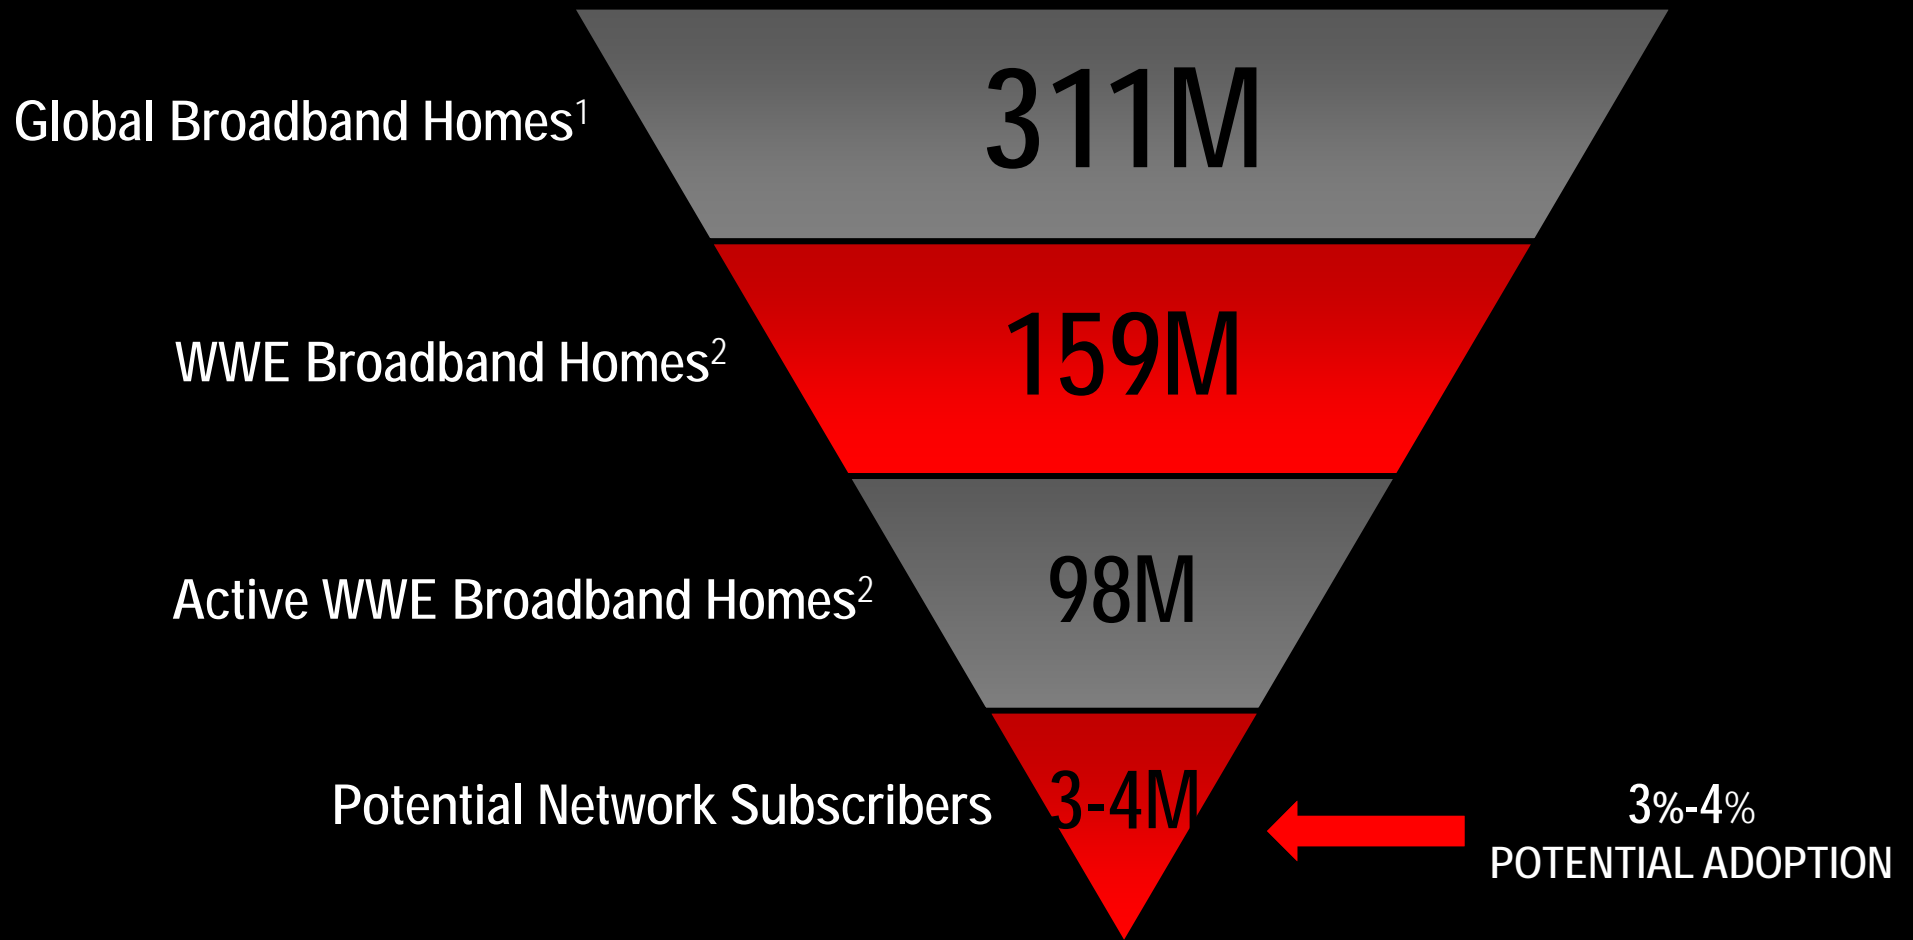 Global Broadband Homes¹
311M
WWE Broadband Homes²
159M
Active WWE Broadband Homes²
98M
Potential Network Subscribers
3-4M
3%-4%
POTENTIAL ADOPTION